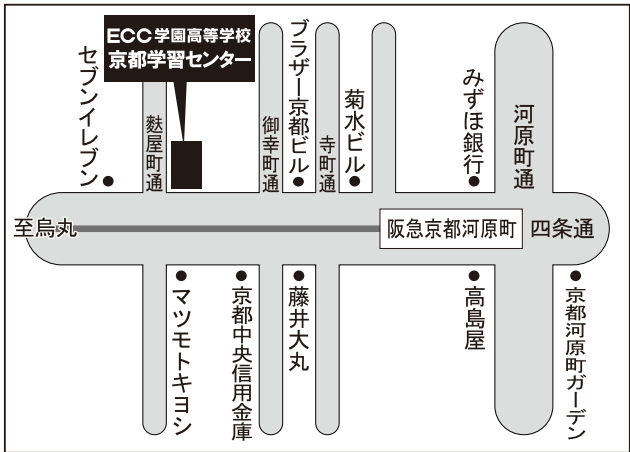 ECC学園高等学校
京都学習センター
セブンイレブン
麩屋町通
御幸町通
ブラザー京都ビル
寺町通
菊水ビル
みずほ銀行
河原町通
至烏丸
阪急京都河原町
四条通
マツモトキヨシ
京都中央信用金庫
藤井大丸
高島屋
京都河原町ガーデン